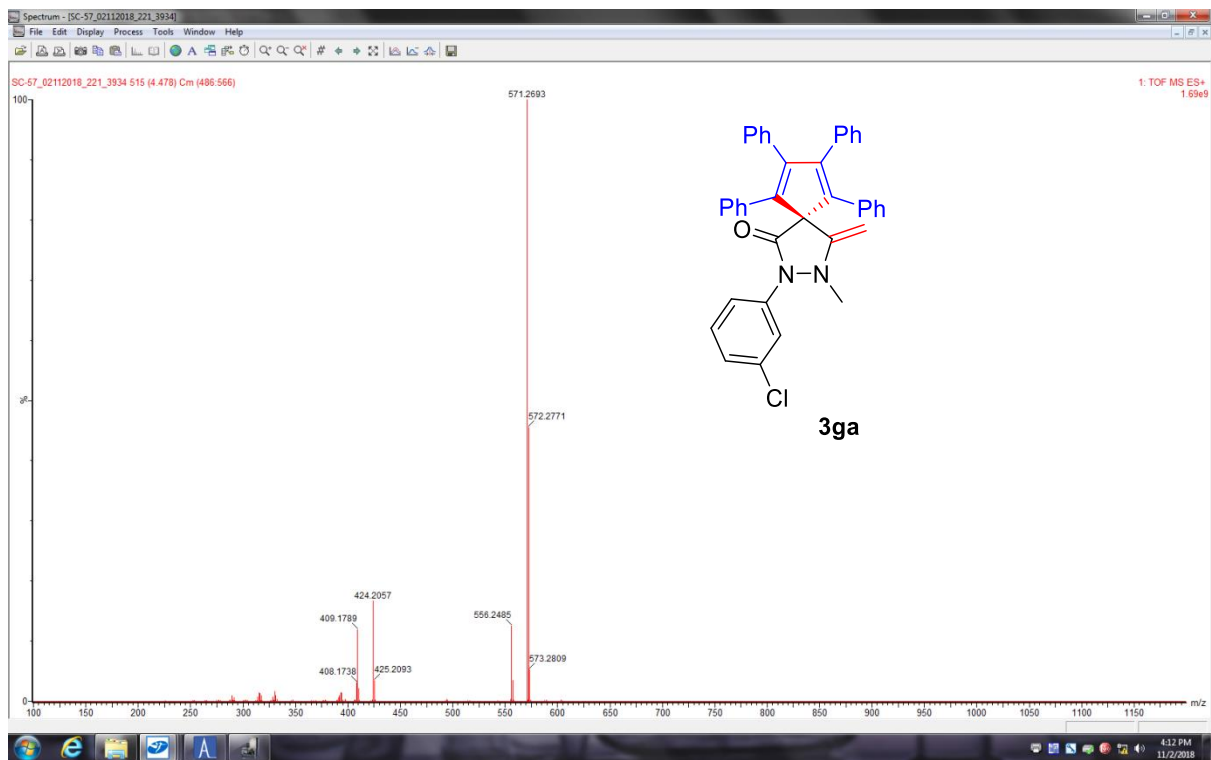 Spectrum - [SC-57_02112018_221_3934]
File Edit Display Process Tools Window Help
SC-57_02112018_221_3934 515 (4.478) Cm (486:566)
1: TOF MS ES+
1.69e9
100
571.2693
572.2771
573.2809
556.2485
424.2057
425.2093
409.1789
408.1738
%
0
100 150 200 250 300 350 400 450 500 550 600 650 700 750 800 850 900 950 1000 1050 1100 1150
m/z
Ph Ph
Ph Ph
O
N N
Cl
3ga
4:12 PM
11/2/2018